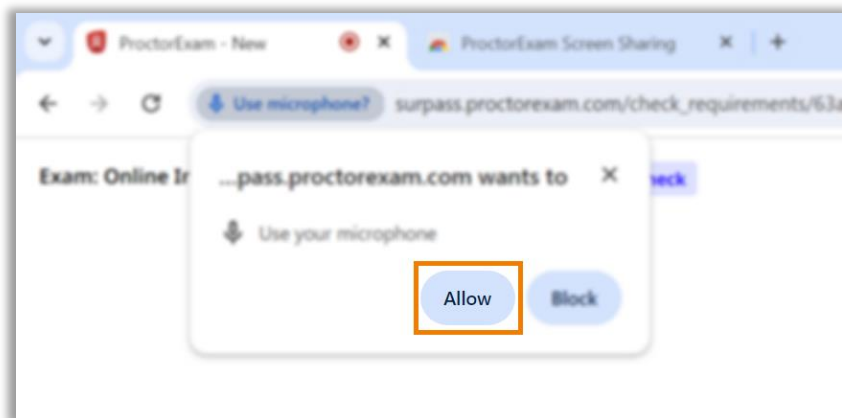 ProctorExam - New
ProctorExam Screen Sharing
Use microphone? surpass.proctorexam.com/check_requirements/63a
Exam: Online In
...pass.proctorexam.com wants to
heck
Use your microphone
Allow
Block